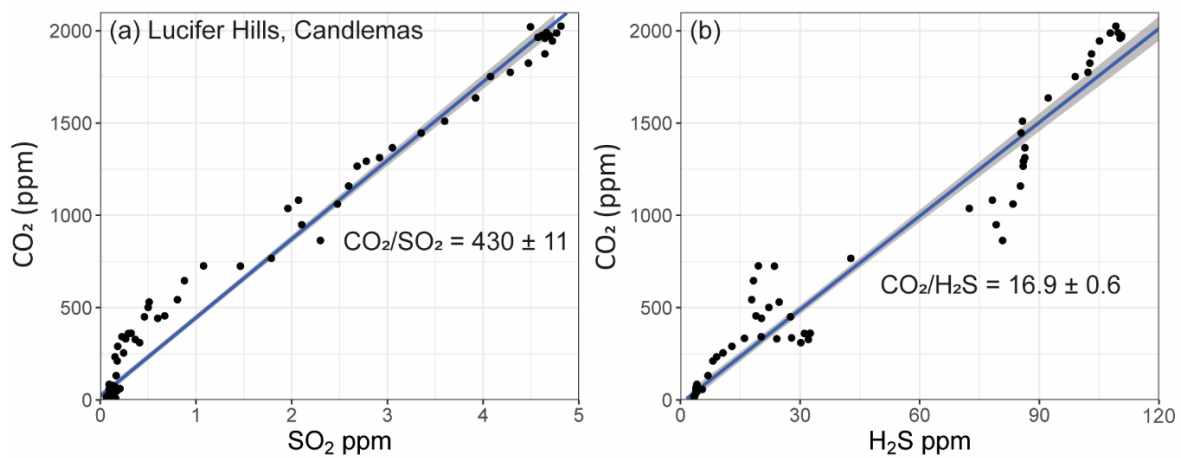 (a) Lucifer Hills, Candlemas
CO₂ (ppm)
2000
1500
1000
500
0
CO₂/SO₂ = 430 ± 11
0
1
2
3
4
5
SO₂ ppm
(b)
CO₂ (ppm)
2000
1500
1000
500
0
CO₂/H₂S = 16.9 ± 0.6
0
30
60
90
120
H₂S ppm